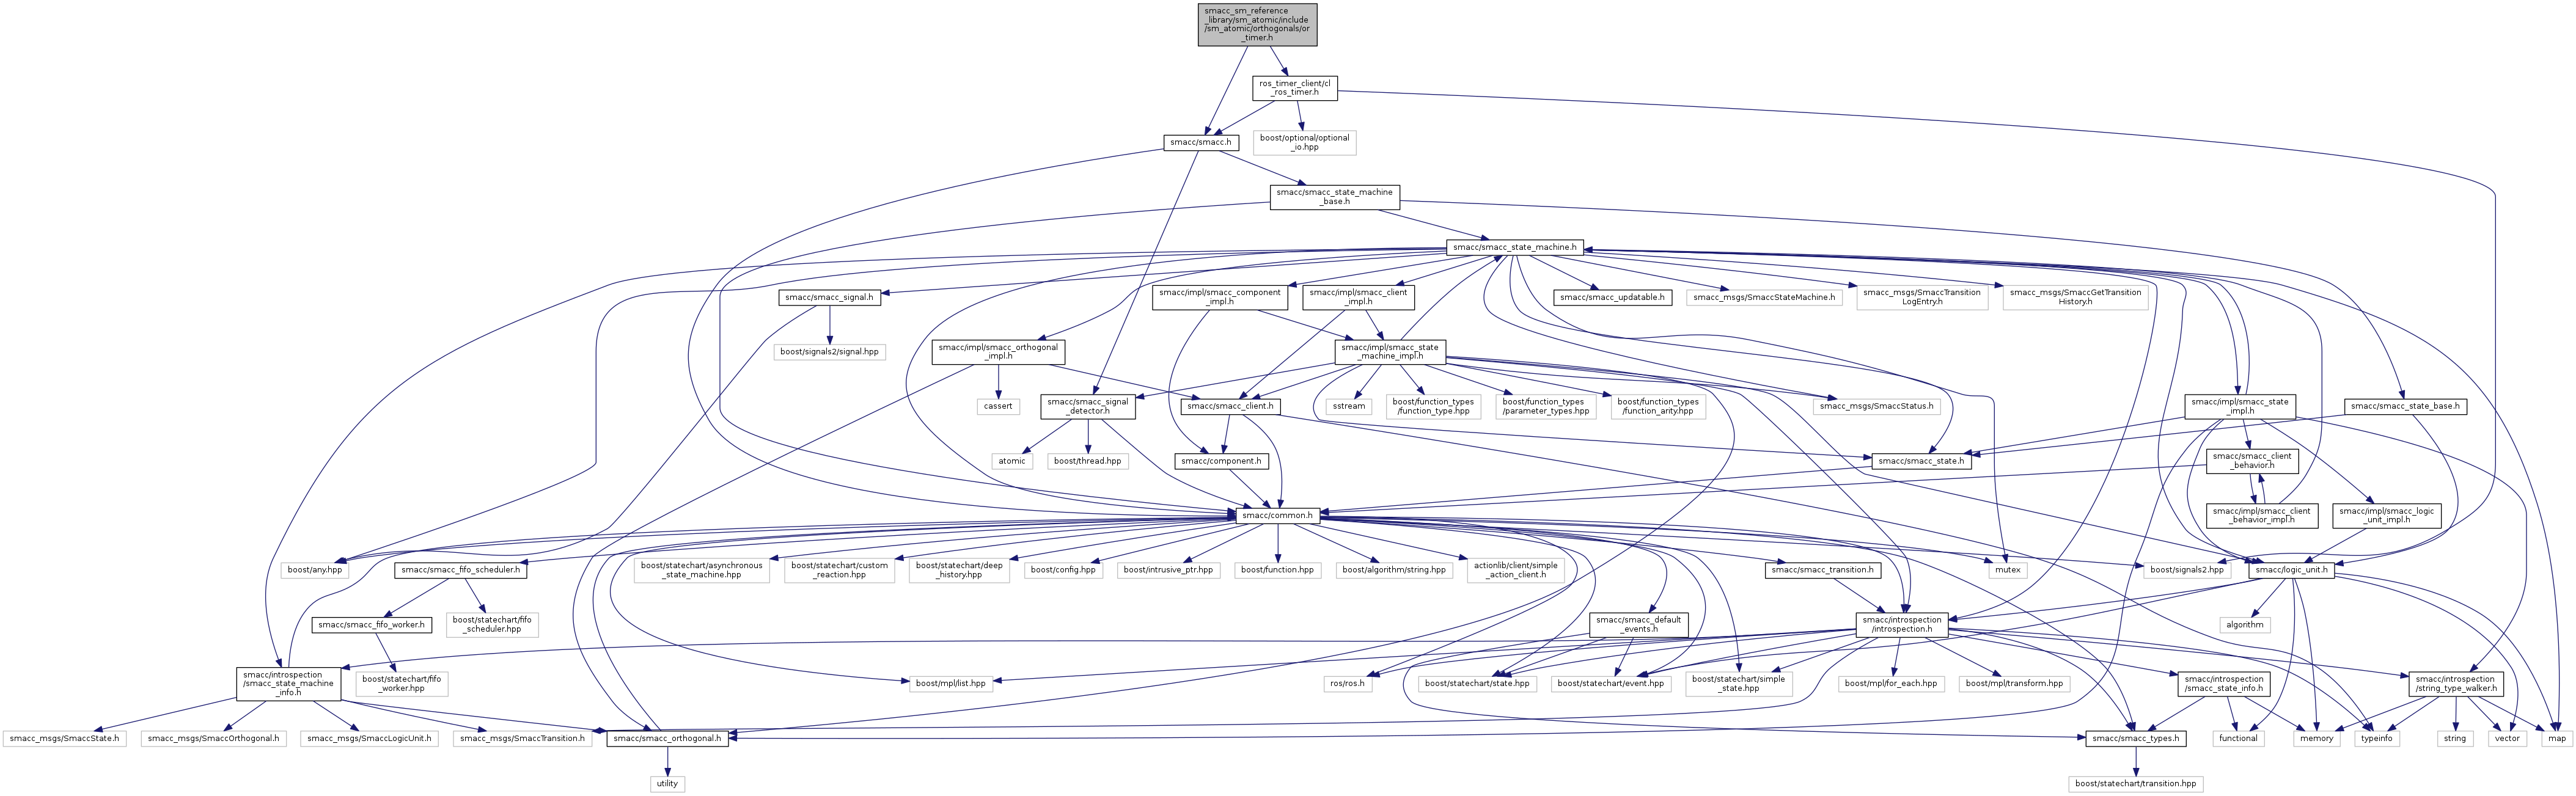 smacc_sm_reference
_library/sm_atomic/include
/sm_atomic/orthogonals/or
_timer.h
ros_timer_client/cl
_ros_timer.h
smacc/smacc.h
boost/optional/optional
_io.hpp
smacc/smacc_state_machine
_base.h
smacc/smacc_state_machine.h
smacc/smacc_signal.h
smacc/impl/smacc_component
_impl.h
smacc/impl/smacc_client
_impl.h
smacc/smacc_updatable.h
smacc_msgs/SmaccStateMachine.h
smacc_msgs/SmaccTransition
LogEntry.h
smacc_msgs/SmaccGetTransition
History.h
smacc/impl/smacc_orthogonal
_impl.h
boost/signals2/signal.hpp
smacc/impl/smacc_state
_machine_impl.h
cassert
smacc/smacc_signal
_detector.h
smacc/smacc_client.h
sstream
boost/function_types
/function_type.hpp
boost/function_types
/parameter_types.hpp
boost/function_types
/function_arity.hpp
smacc_msgs/SmaccStatus.h
smacc/impl/smacc_state
_impl.h
smacc/smacc_state_base.h
atomic
boost/thread.hpp
smacc/component.h
smacc/smacc_state.h
smacc/smacc_client
_behavior.h
smacc/common.h
smacc/impl/smacc_client
_behavior_impl.h
smacc/impl/smacc_logic
_unit_impl.h
boost/any.hpp
smacc/smacc_fifo_scheduler.h
boost/statechart/asynchronous
_state_machine.hpp
boost/statechart/custom
_reaction.hpp
boost/statechart/deep
_history.hpp
boost/config.hpp
boost/intrusive_ptr.hpp
boost/function.hpp
boost/algorithm/string.hpp
actionlib/client/simple
_action_client.h
smacc/smacc_transition.h
mutex
boost/signals2.hpp
smacc/logic_unit.h
smacc/smacc_fifo_worker.h
boost/statechart/fifo
_scheduler.hpp
smacc/smacc_default
_events.h
smacc/introspection
/introspection.h
algorithm
smacc/introspection
/smacc_state_machine
_info.h
boost/statechart/fifo
_worker.hpp
boost/mpl/list.hpp
ros/ros.h
boost/statechart/state.hpp
boost/statechart/event.hpp
boost/statechart/simple
_state.hpp
boost/mpl/for_each.hpp
boost/mpl/transform.hpp
smacc/introspection
/smacc_state_info.h
smacc/introspection
/string_type_walker.h
smacc_msgs/SmaccState.h
smacc_msgs/SmaccOrthogonal.h
smacc_msgs/SmaccLogicUnit.h
smacc_msgs/SmaccTransition.h
smacc/smacc_orthogonal.h
smacc/smacc_types.h
functional
memory
typeinfo
string
vector
map
utility
boost/statechart/transition.hpp